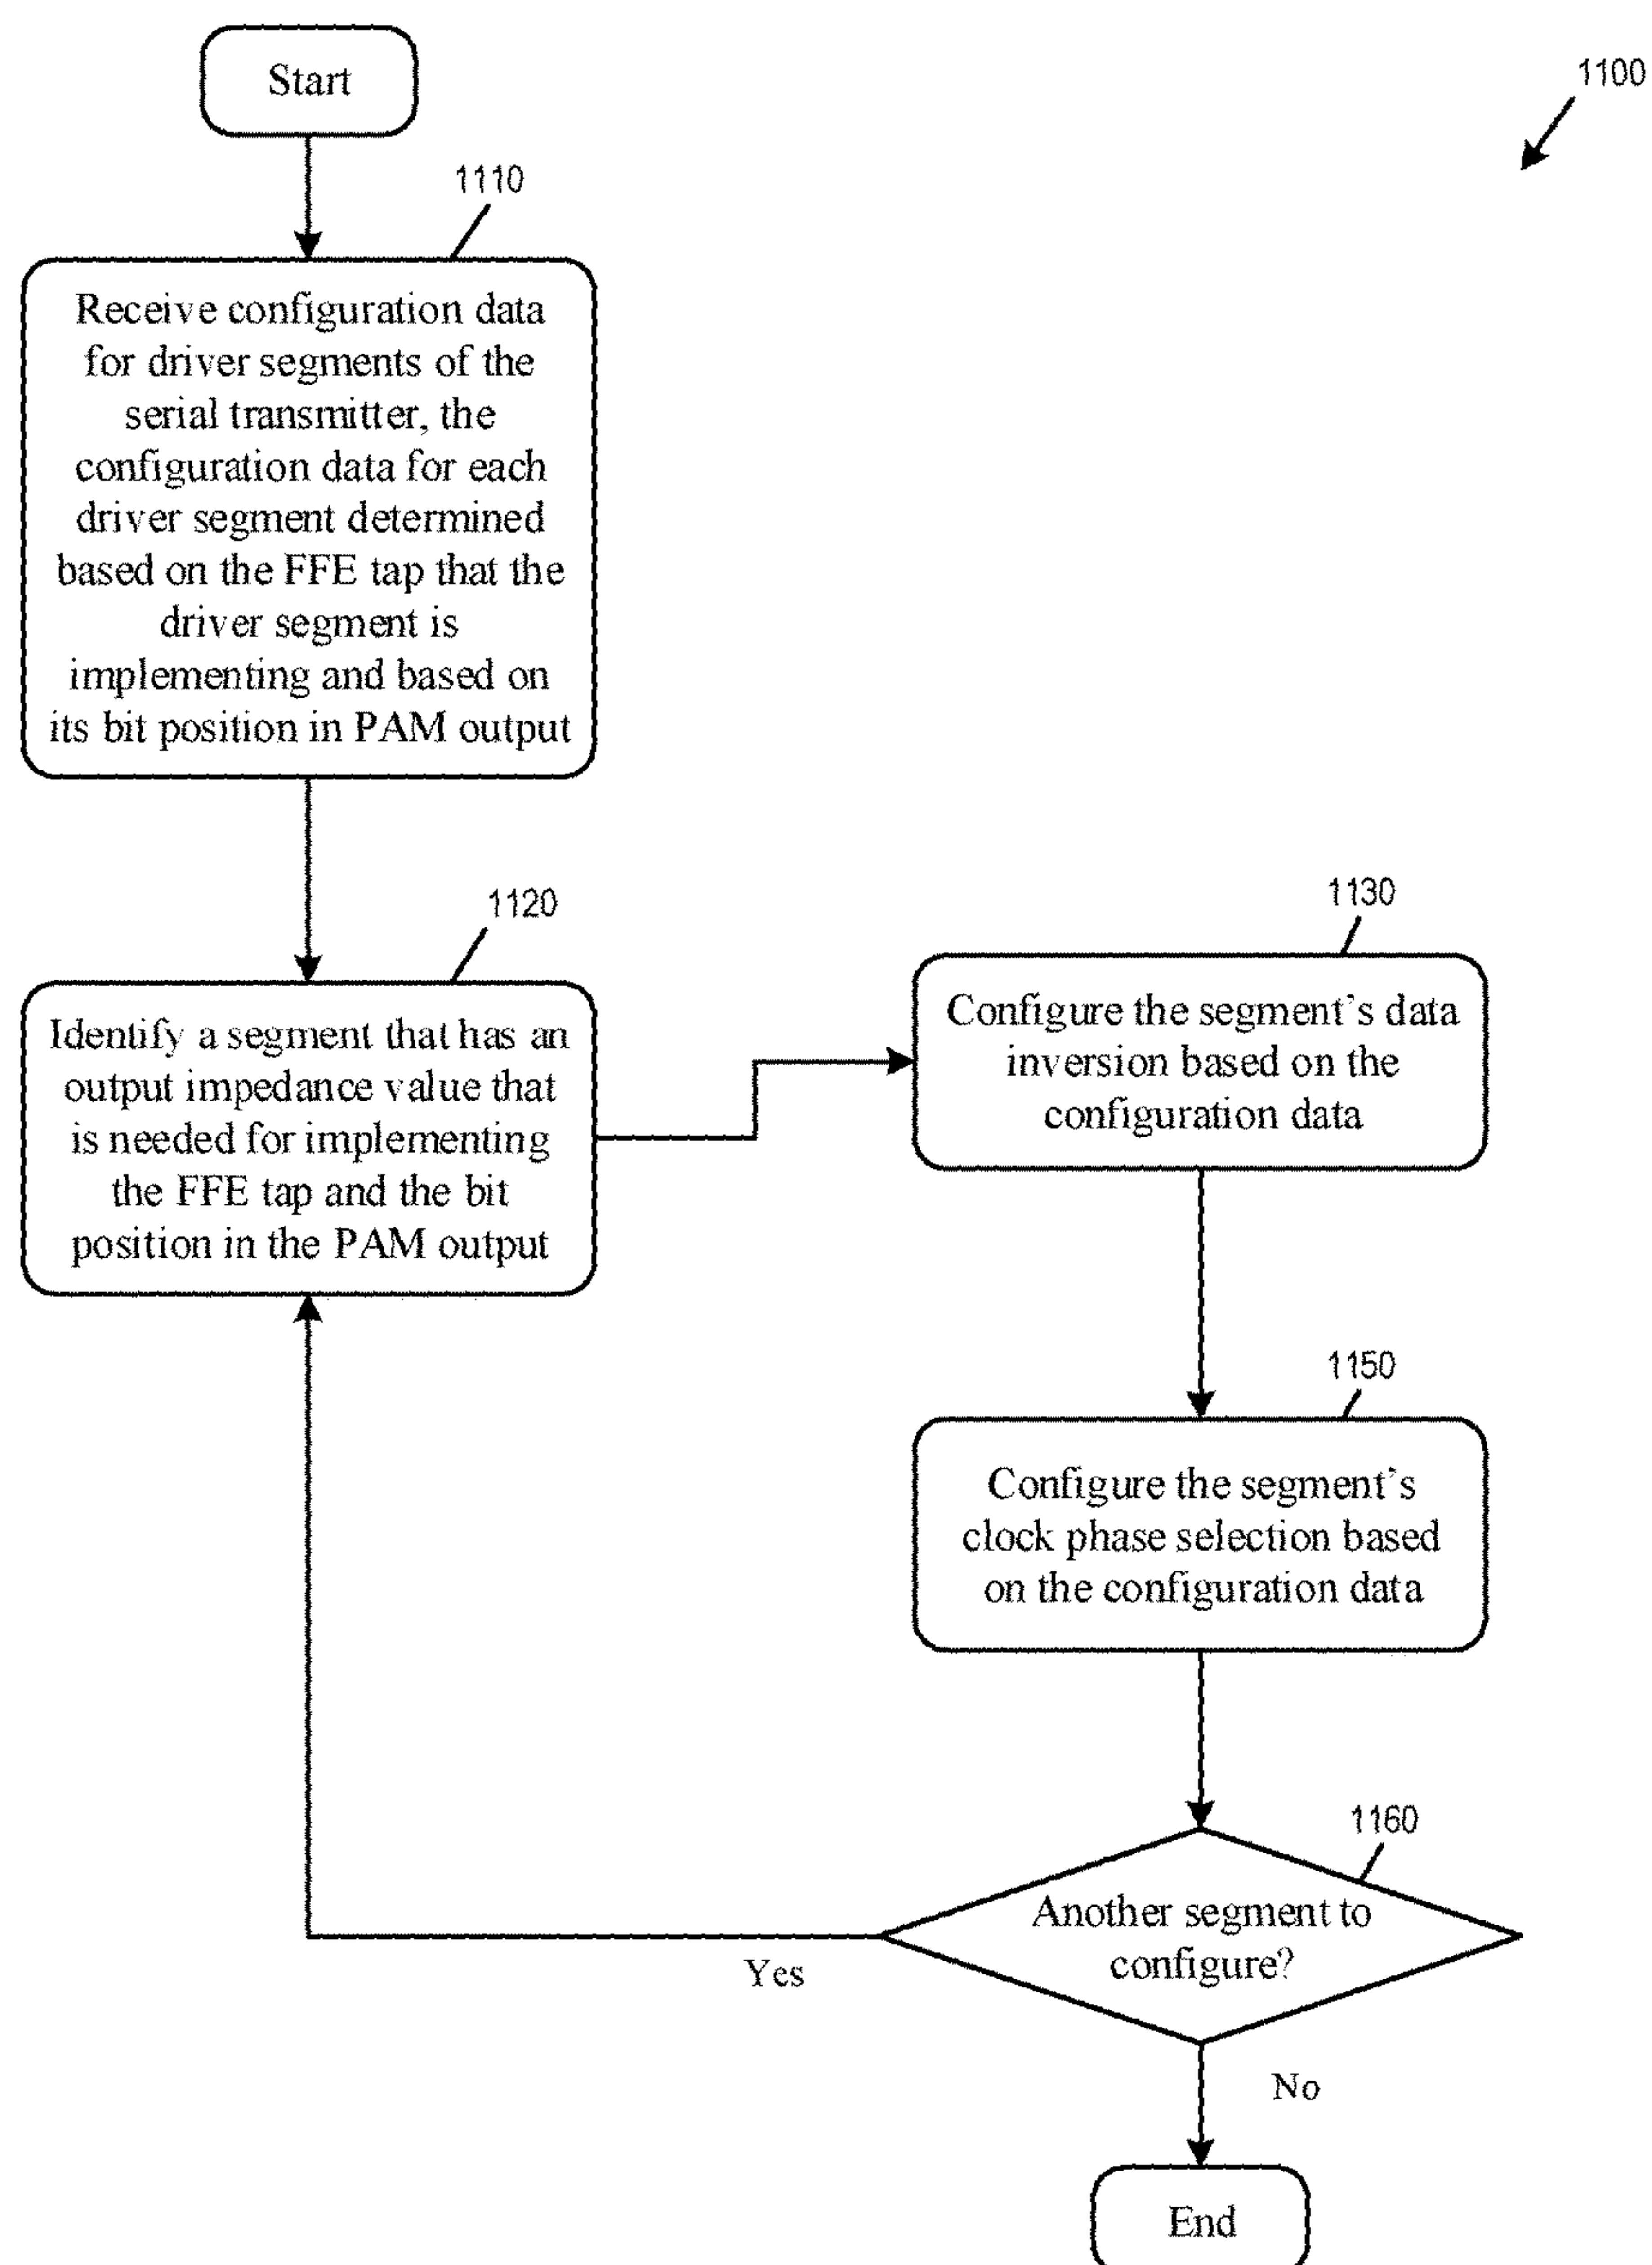 Start
1100
1110
Receive configuration data
for driver segments of the
serial transmitter, the
configuration data for each
driver segment determined
based on the FFE tap that the
driver segment is
implementing and based on
its bit position in PAM output
1120
Identify a segment that has an
output impedance value that
is needed for implementing
the FFE tap and the bit
position in the PAM output
1130
Configure the segment's data
inversion based on the
configuration data
1150
Configure the segment's
clock phase selection based
on the configuration data
1160
Another segment to
configure?
Yes
No
End